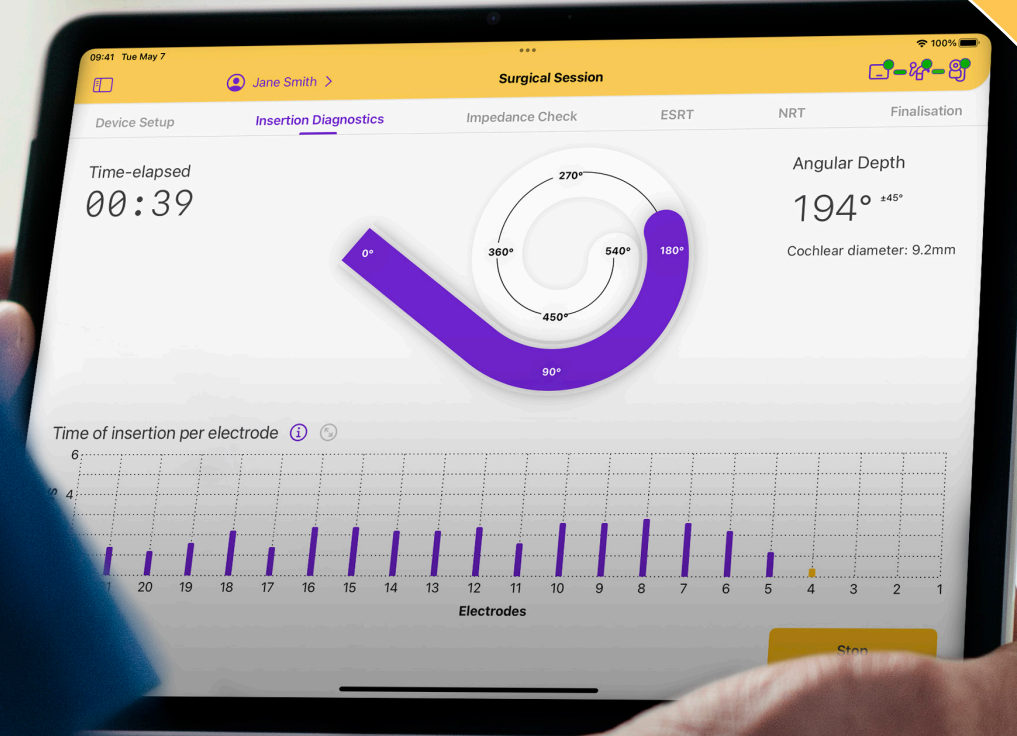 09:41 Tue May 7
100%
Jane Smith
Surgical Session
Device Setup
Insertion Diagnostics
Impedance Check
ESRT
NRT
Finalisation
Time-elapsed
00:39
Angular Depth
194° ±45°
Cochlear diameter: 9.2mm
270°
0°
360°
540°
180°
450°
90°
Time of insertion per electrode
6
4
20 19 18 17 16 15 14 13 12 11 10 9 8 7 6 5 4 3 2 1
Electrodes
Stop